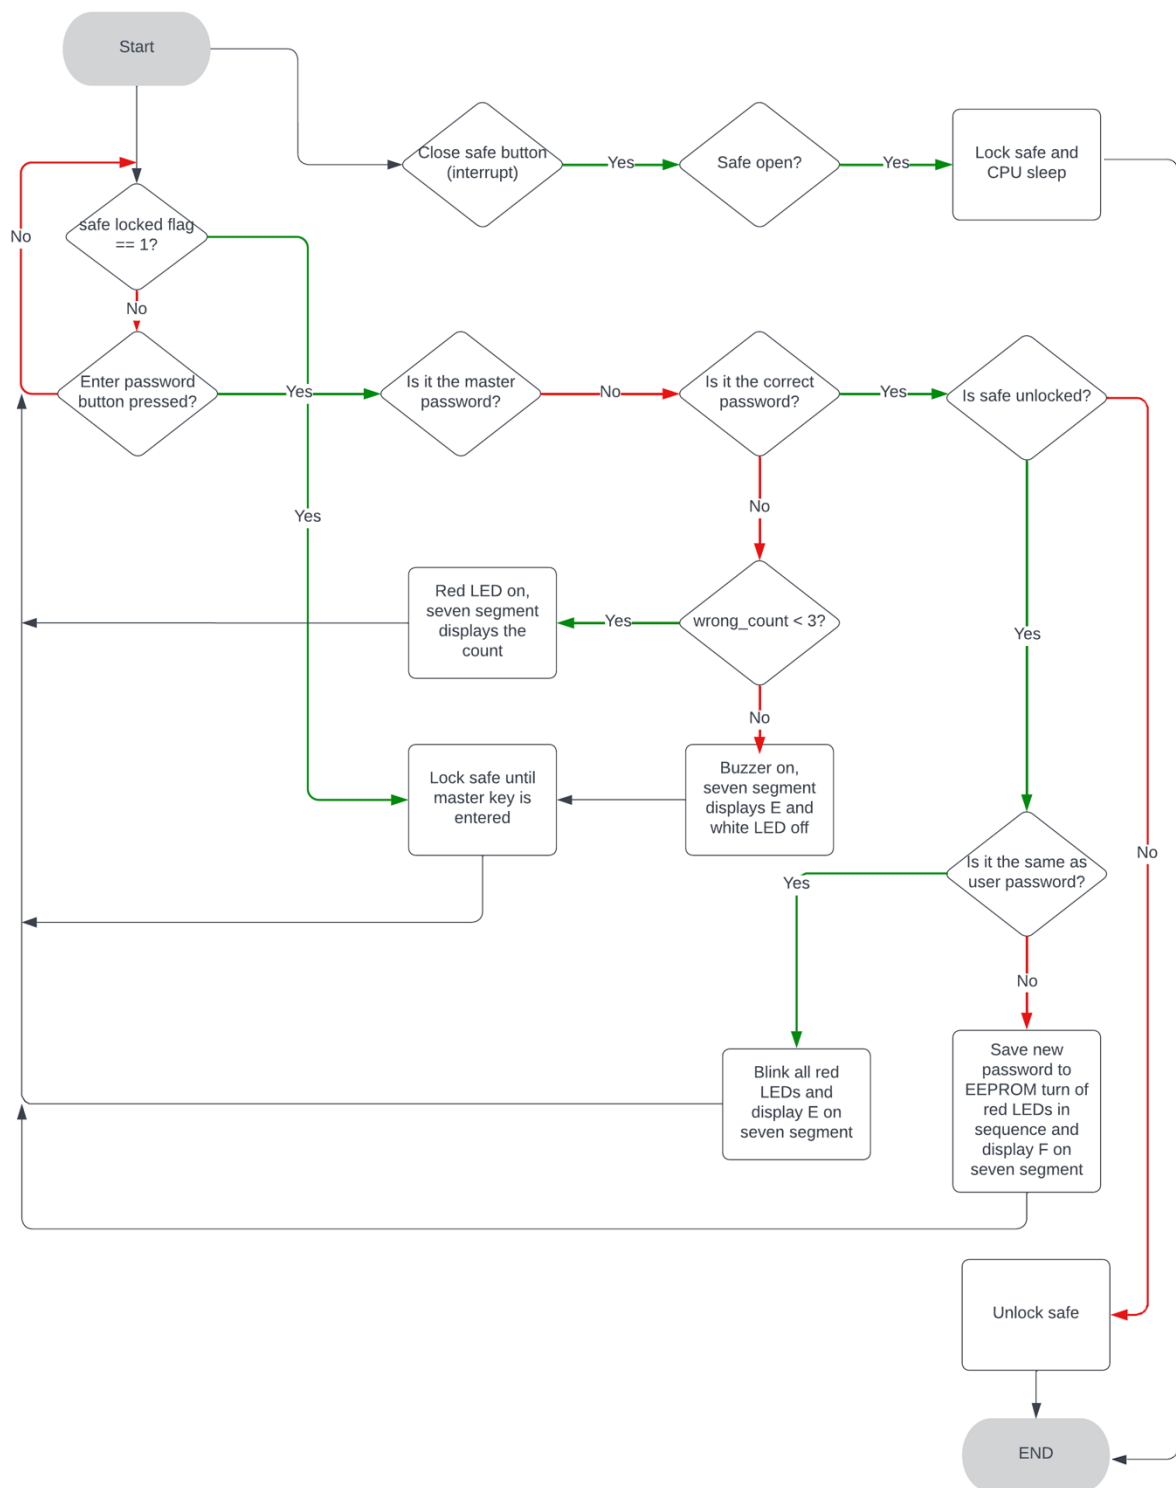 Start
Close safe button
(interrupt)
Yes
Safe open?
Yes
Lock safe and
CPU sleep
safe locked flag
== 1?
No
No
Enter password
button pressed?
Yes
Is it the master
password?
No
Is it the correct
password?
Yes
Is safe unlocked?
Yes
No
Red LED on,
seven segment
displays the
count
Yes
wrong_count < 3?
Yes
No
Lock safe until
master key is
entered
Buzzer on,
seven segment
displays E and
white LED off
No
Yes
Is it the same as
user password?
No
Blink all red
LEDs and
display E on
seven segment
Save new
password to
EEPROM turn of
red LEDs in
sequence and
display F on
seven segment
Unlock safe
END